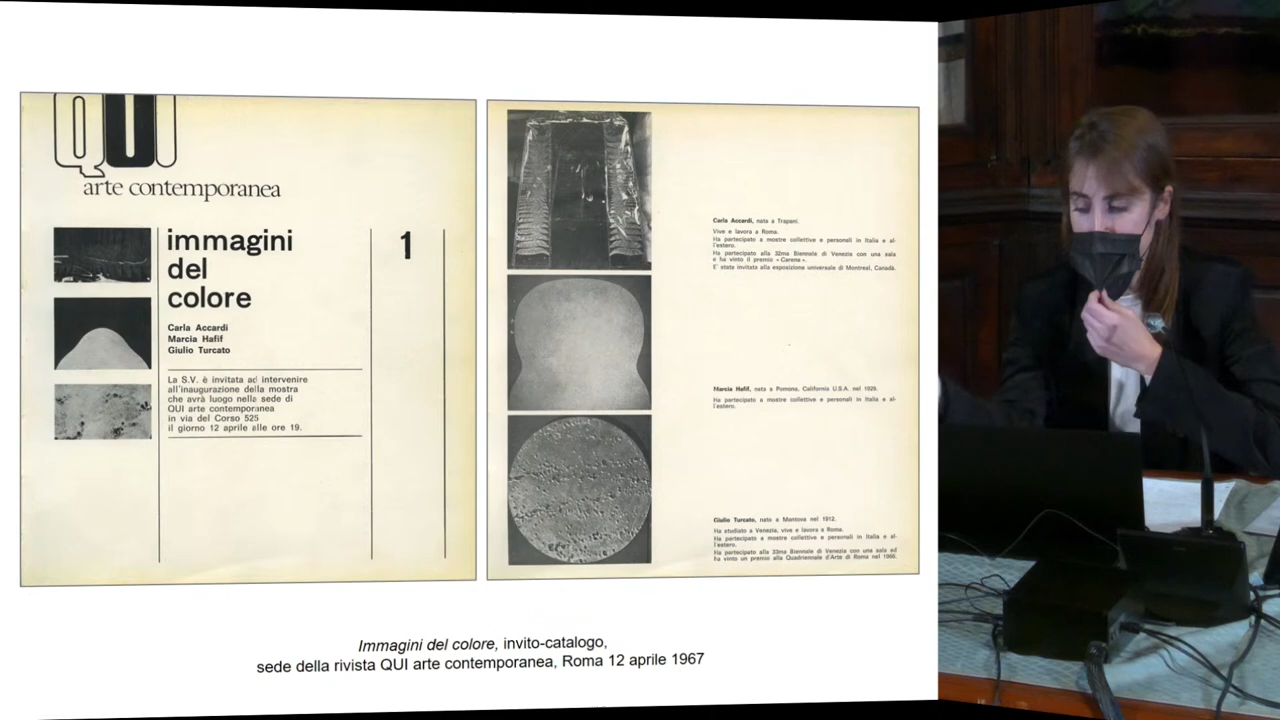 QUI
arte contemporanea
immagini
del
colore
1
Carla Accardi
Marcia Hafif
Giulio Turcato
La S.V. è invitata ad intervenire
all'inaugurazione della mostra
che avrà luogo nella sede di
QUI arte contemporanea
in via del Corso 525
il giorno 12 aprile alle ore 19.
Carla Accardi, nata a Trapani.
Vive e lavora a Roma.
Ha partecipato a mostre collettive e personali in Italia e al-
l'estero.
Ha partecipato alla 32ma Biennale di Venezia con una sala
e ha vinto il premio « Carena ».
E' stata invitata alla esposizione universale di Montreal, Canadà.
Marcia Hafif, nata a Pomona, California U.S.A. nel 1929.
Ha partecipato a mostre collettive e personali in Italia e al-
l'estero.
Giulio Turcato, nato a Mantova nel 1912.
Ha studiato a Venezia, vive e lavora a Roma.
Ha partecipato a mostre collettive e personali in Italia e al-
l'estero.
Ha partecipato alla 33ma Biennale di Venezia con una sala ed
ha vinto un premio alla Quadriennale d'Arte di Roma nel 1966.
Immagini del colore, invito-catalogo,
sede della rivista QUI arte contemporanea, Roma 12 aprile 1967